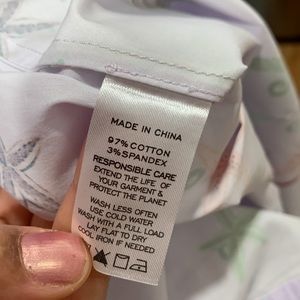 MADE IN CHINA
97% COTTON
3% SPANDEX
RESPONSIBLE CARE
EXTEND THE LIFE OF
YOUR GARMENT &
PROTECT THE PLANET
WASH LESS OFTEN
USE COLD WATER
WASH WITH A FULL LOAD
LAY FLAT TO DRY
COOL IRON IF NEEDED